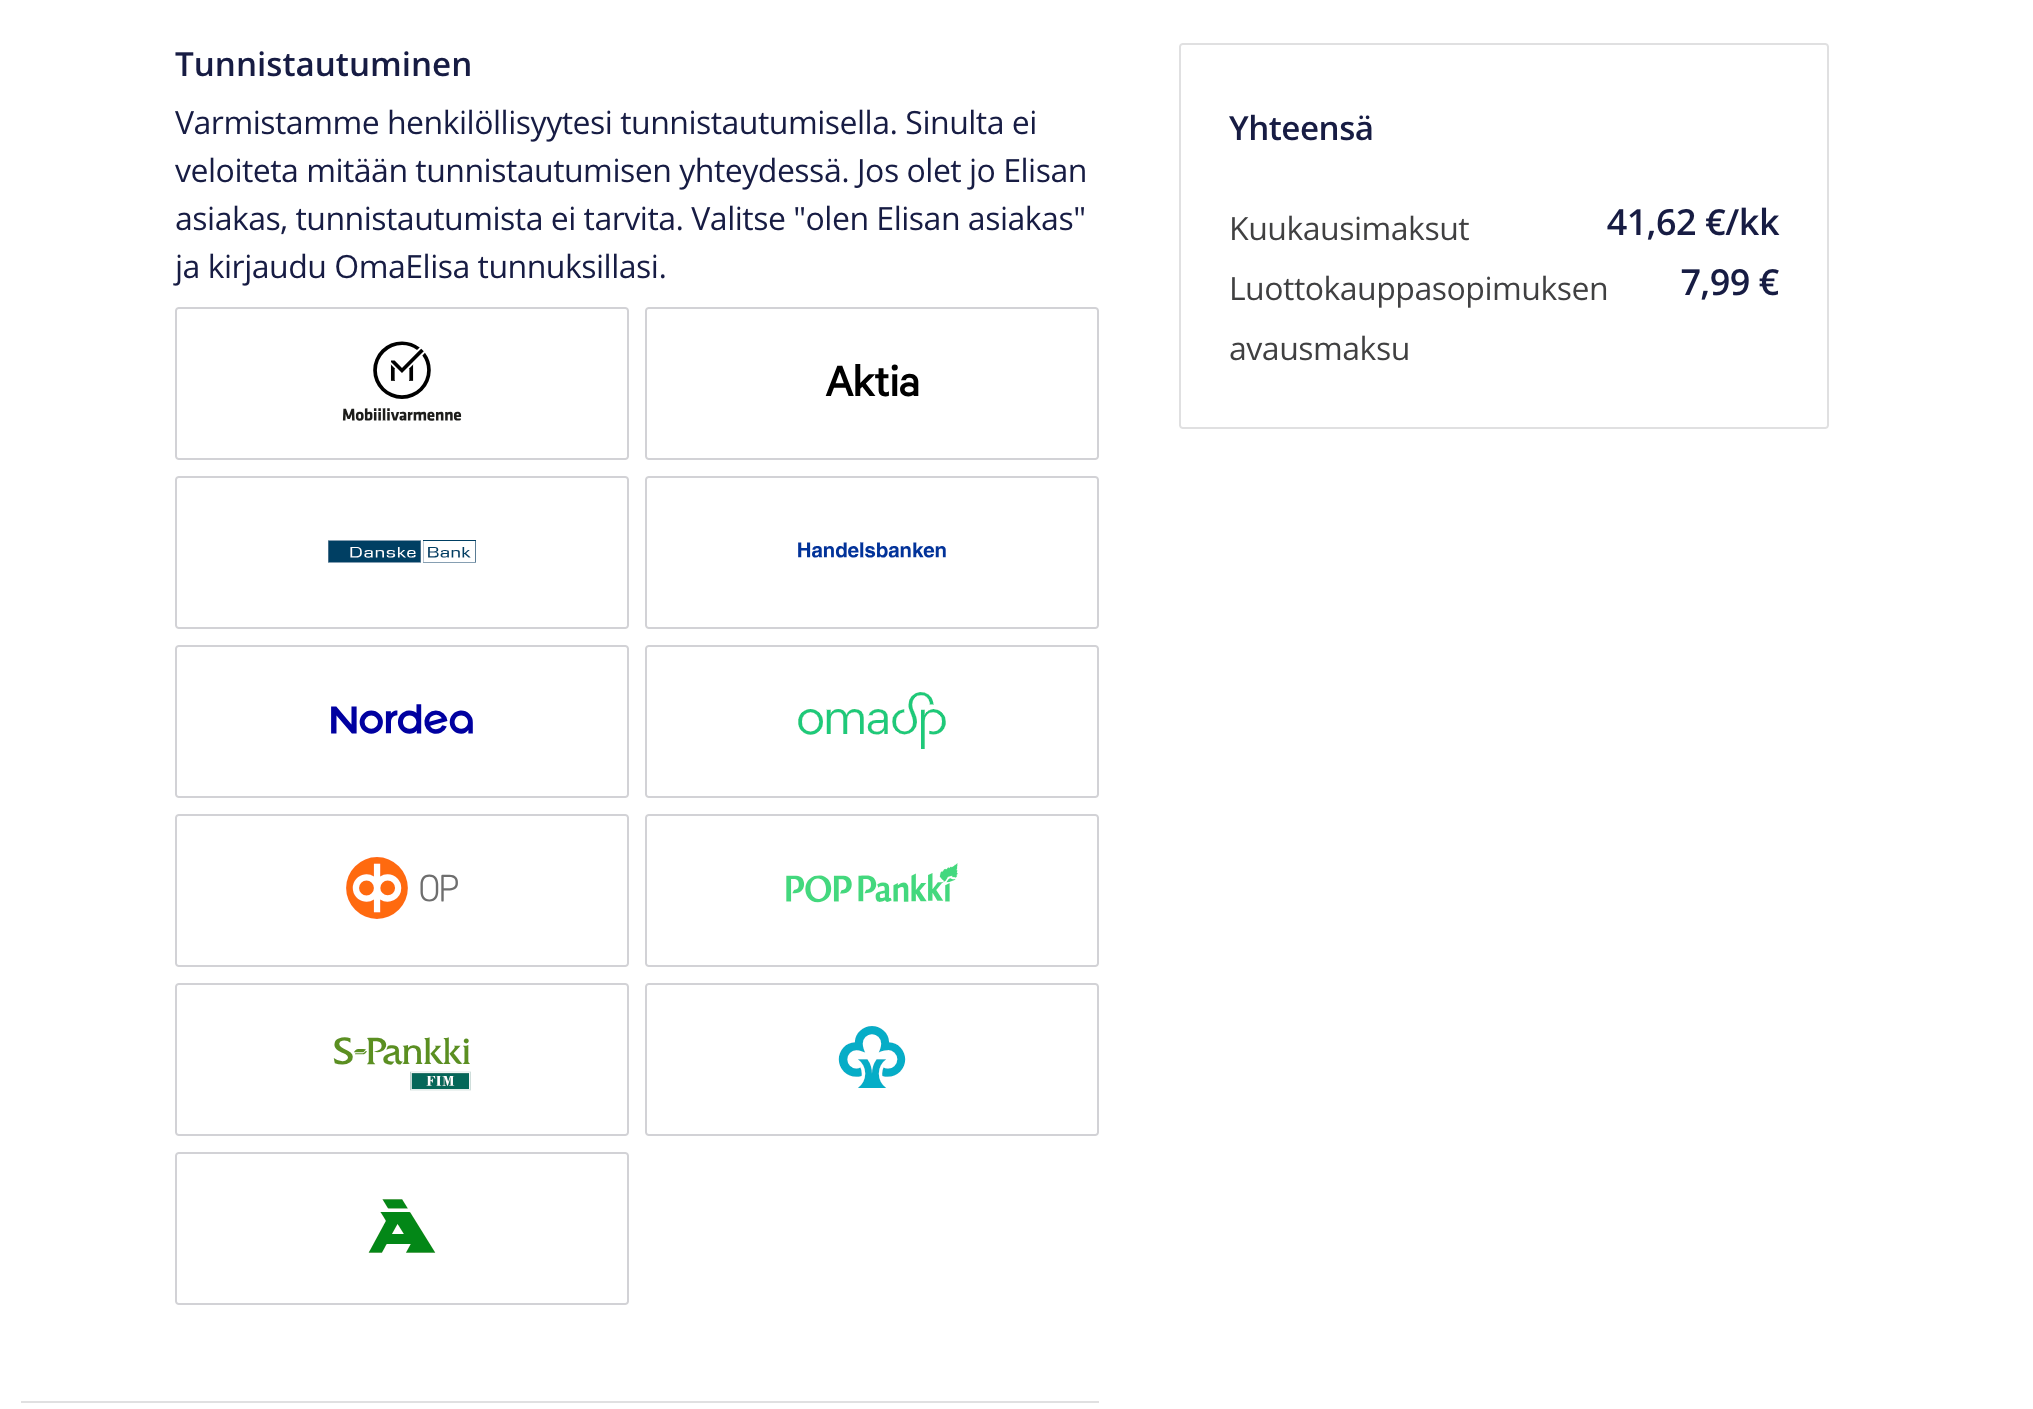 Tunnistautuminen
Varmistamme henkilöllisyytesi tunnistautumisella. Sinulta ei
veloiteta mitään tunnistautumisen yhteydessä. Jos olet jo Elisan
asiakas, tunnistautumista ei tarvita. Valitse "olen Elisan asiakas"
ja kirjaudu OmaElisa tunnuksillasi.
Mobiilivarmenne
Aktia
Danske Bank
Handelsbanken
Nordea
omasp
OP
POP Pankki
S-Pankki
FIM
Yhteensä
Kuukausimaksut 41,62 €/kk
Luottokauppasopimuksen 7,99 €
avausmaksu